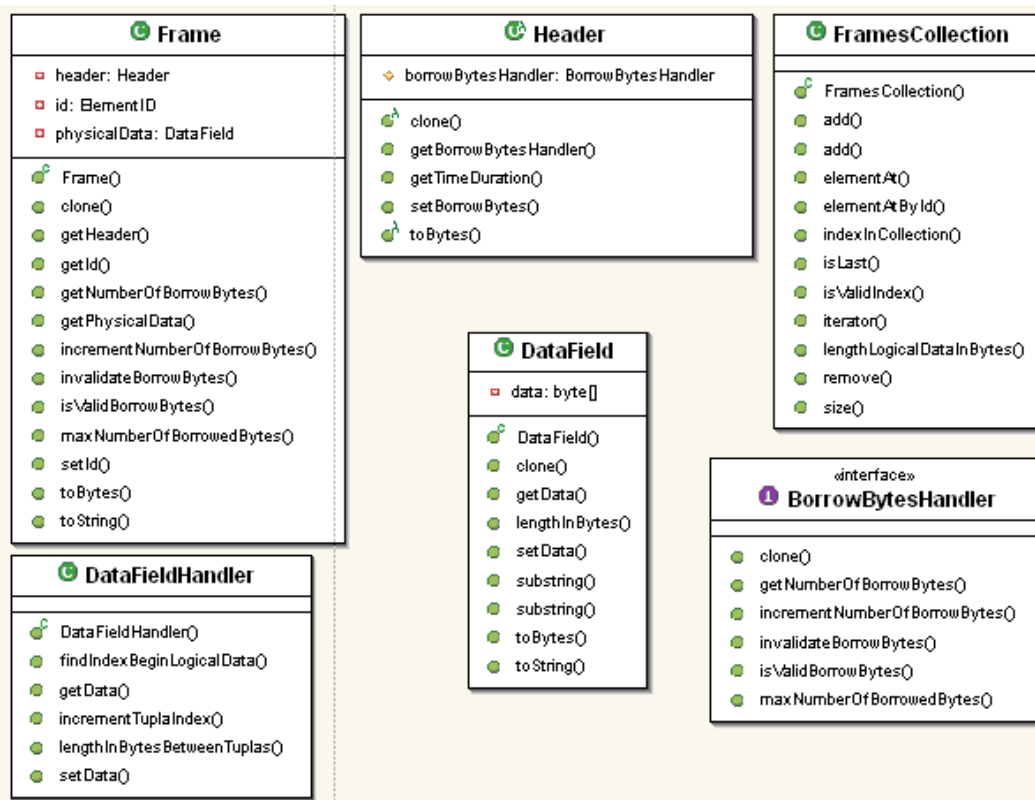 Frame
header: Header
id: ElementID
physicalData: DataField
Frame()
clone()
getHeader()
getId()
getNumberOfBorrowBytes()
getPhysicalData()
incrementNumberOfBorrowBytes()
invalidateBorrowBytes()
isValidBorrowBytes()
maxNumberOfBorrowedBytes()
setId()
toBytes()
toString()
Header
borrowBytesHandler: BorrowBytesHandler
clone()
getBorrowBytesHandler()
getTimeDuration()
setBorrowBytes()
toBytes()
FramesCollection
FramesCollection()
add()
add()
elementAt()
elementAtById()
indexInCollection()
isLast()
isValidIndex()
iterator()
lengthLogicalDataInBytes()
remove()
size()
DataField
data: byte[]
DataField()
clone()
getData()
lengthInBytes()
setData()
substring()
substring()
toBytes()
toString()
«interface»
BorrowBytesHandler
clone()
getNumberOfBorrowBytes()
incrementNumberOfBorrowBytes()
invalidateBorrowBytes()
isValidBorrowBytes()
maxNumberOfBorrowedBytes()
DataFieldHandler
DataFieldHandler()
findIndexBeginLogicalData()
getData()
incrementTuplaIndex()
lengthInBytesBetweenTuplas()
setData()